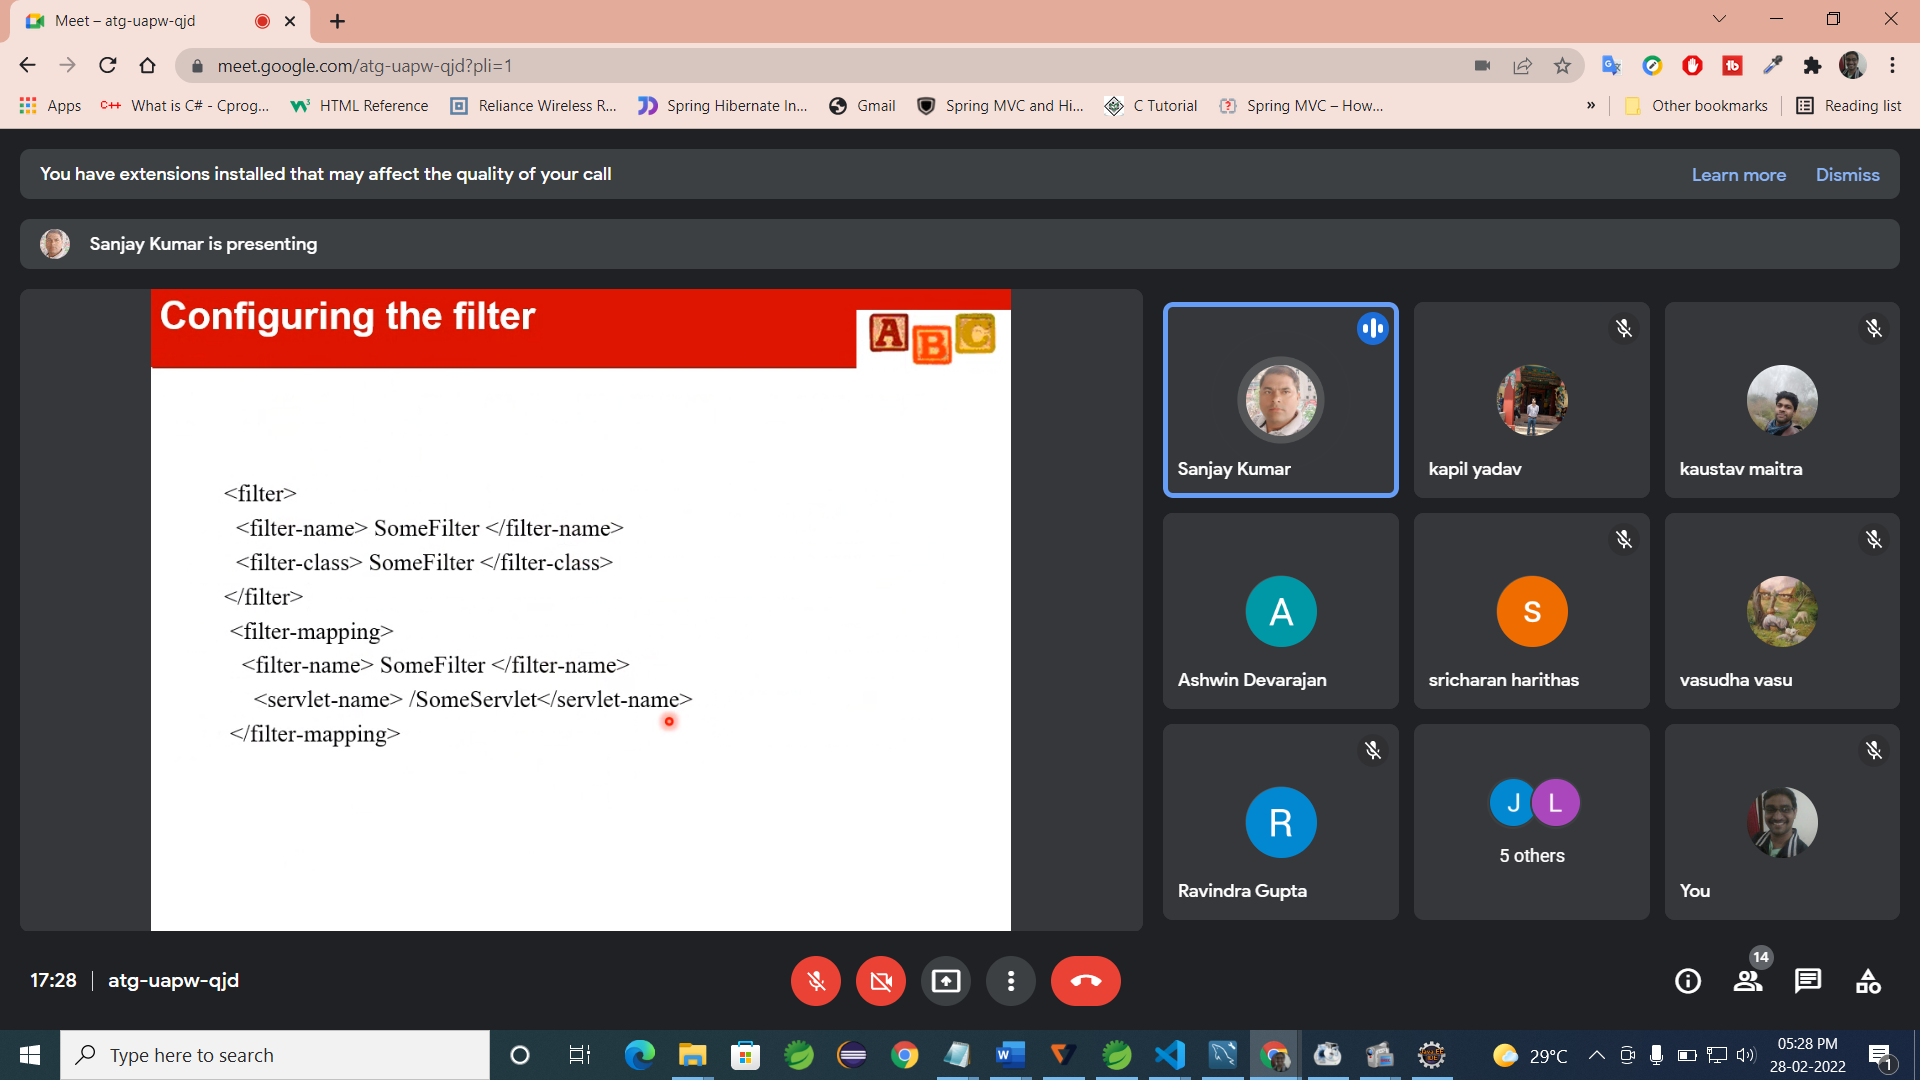 Meet – atg-uapw-qjd
meet.google.com/atg-uapw-qjd?pli=1
Apps
C++ What is C# - Cprog...
HTML Reference
Reliance Wireless R...
Spring Hibernate In...
Gmail
Spring MVC and Hi...
C Tutorial
Spring MVC – How...
»
Other bookmarks
Reading list
You have extensions installed that may affect the quality of your call
Learn more
Dismiss
Sanjay Kumar is presenting
Configuring the filter
A B C
<filter>
<filter-name> SomeFilter </filter-name>
<filter-class> SomeFilter </filter-class>
</filter>
<filter-mapping>
<filter-name> SomeFilter </filter-name>
<servlet-name> /SomeServlet</servlet-name>
</filter-mapping>
Sanjay Kumar
kapil yadav
kaustav maitra
A
Ashwin Devarajan
S
sricharan harithas
vasudha vasu
R
Ravindra Gupta
J L
5 others
You
17:28 | atg-uapw-qjd
14
Type here to search
29°C
05:28 PM
28-02-2022
1